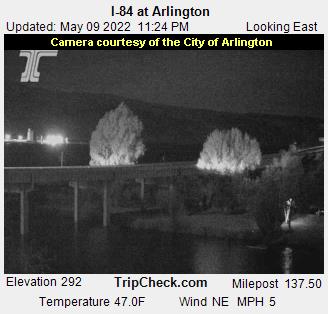 I-84 at Arlington
Updated: May 09 2022 11:24 PM Looking East
Camera courtesy of the City of Arlington
Elevation 292 TripCheck.com Milepost 137.50
Temperature 47.0F Wind NE MPH 5